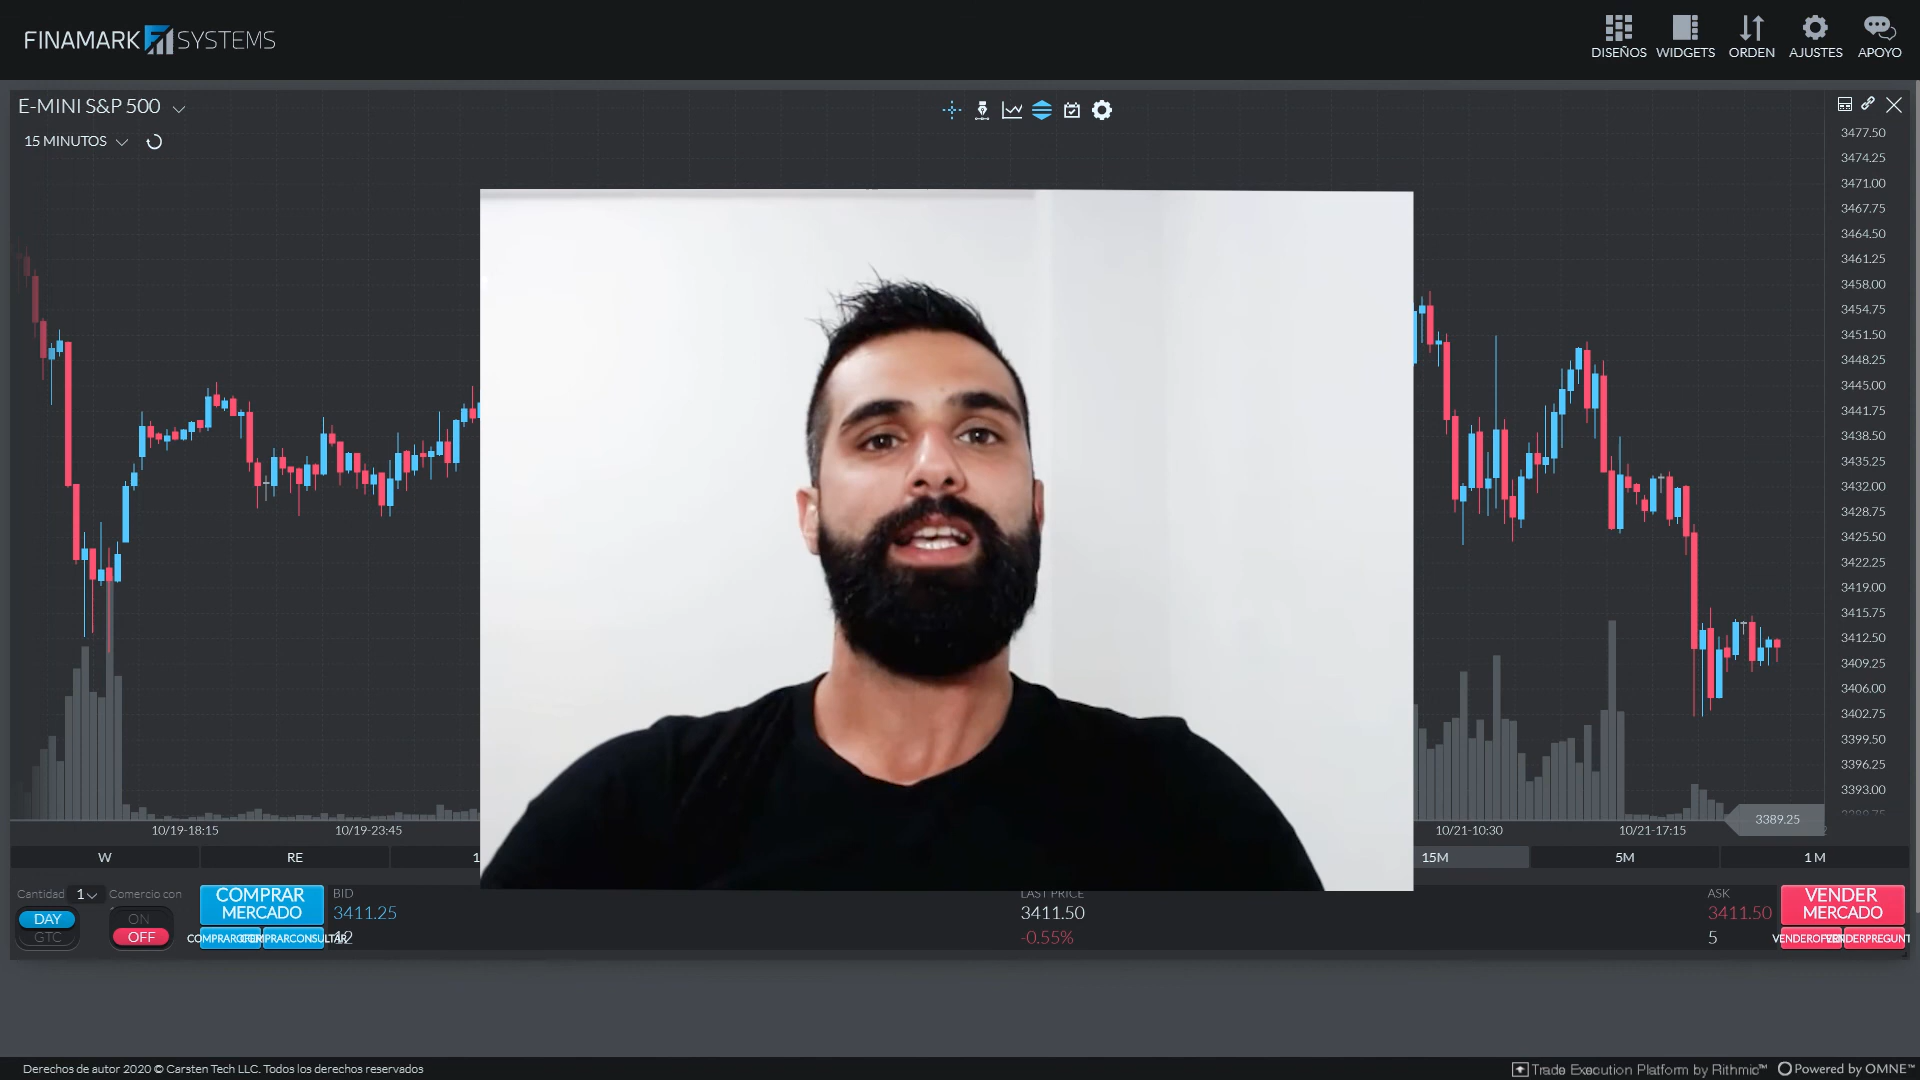 FINAMARK SYSTEMS
DISEÑOS WIDGETS ORDEN AJUSTES APOYO
E-MINI S&P 500
15 MINUTOS
3477.50
3474.25
3471.00
3467.75
3464.50
3461.25
3458.00
3454.75
3451.50
3448.25
3445.00
3441.75
3438.50
3435.25
3432.00
3428.75
3425.50
3422.25
3419.00
3415.75
3412.50
3409.25
3406.00
3402.75
3399.50
3396.25
3393.00
3389.25
10/19-18:15 10/19-23:45 10/21-10:30 10/21-17:15
W RE 1 15M 5M 1 M
Cantidad 1 Comercio con
COMPRAR MERCADO
BID
LAST PRICE
ASK
VENDER MERCADO
DAY ON 3411.25 3411.50 3411.50
GTC OFF 12 -0.55% 5
Derechos de autor 2020 © Carsten Tech LLC. Todos los derechos reservados
Trade Execution Platform by Rithmic™ Powered by OMNE™